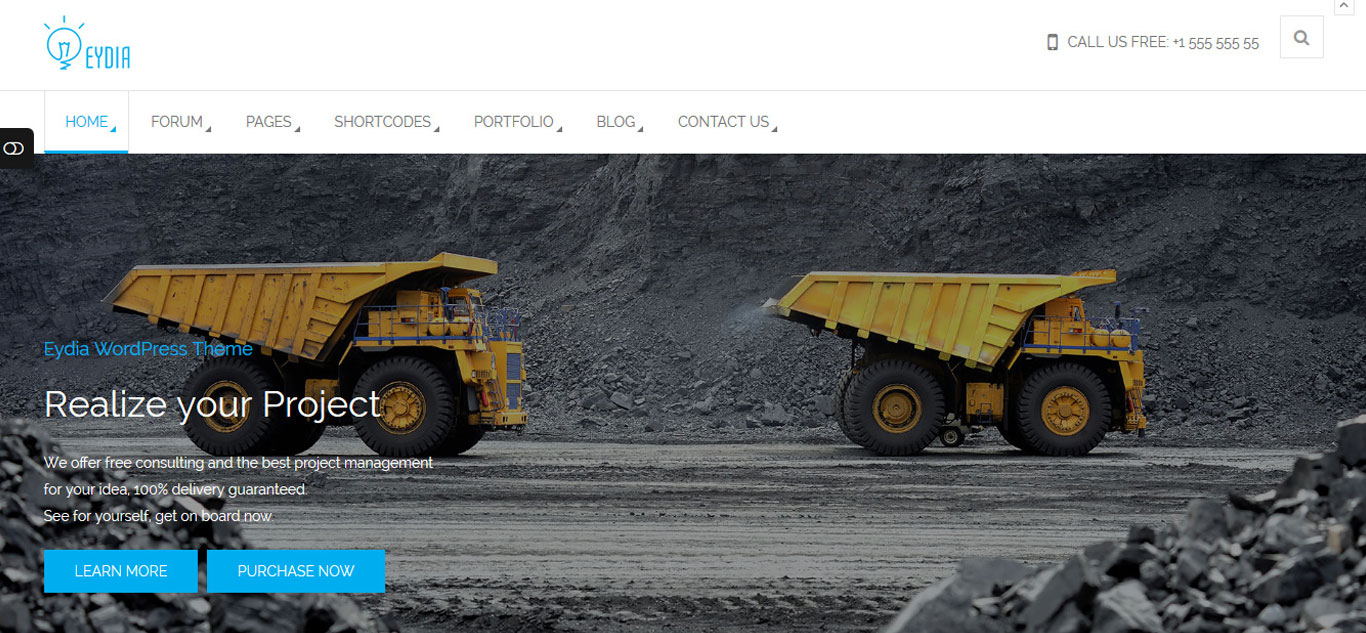 EYDIA
CALL US FREE: +1 555 555 55
HOME
FORUM
PAGES
SHORTCODES
PORTFOLIO
BLOG
CONTACT US
Eydia WordPress Theme
Realize your Project
We offer free consulting and the best project management
for your idea, 100% delivery guaranteed.
See for yourself, get on board now.
LEARN MORE
PURCHASE NOW